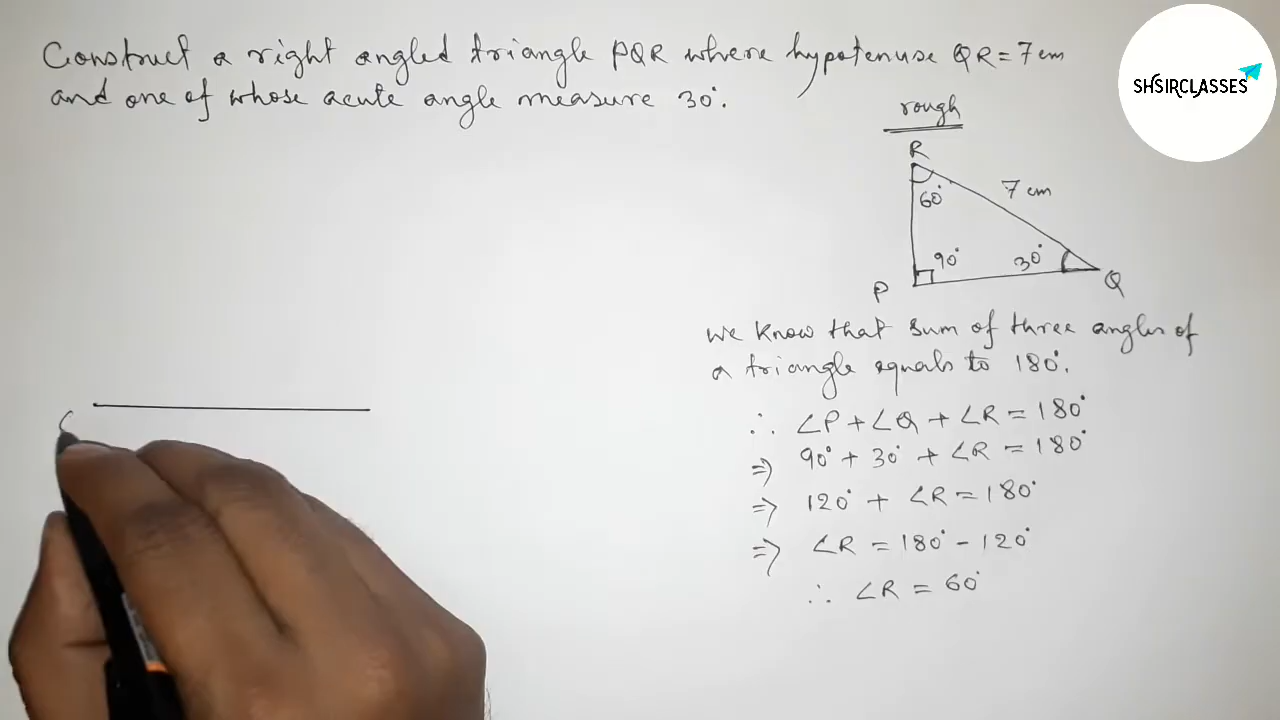 Construct a right angled triangle PQR where hypotenuse QR = 7 cm
and one of whose acute angle measure 30°.
SHSIRCLASSES
rough
R
60°
7 cm
90°
30°
P
Q
we know that sum of three angles of
a triangle equals to 180°.
∴ ∠P + ∠Q + ∠R = 180°
⇒ 90° + 30° + ∠R = 180°
⇒ 120° + ∠R = 180°
⇒ ∠R = 180° - 120°
∴ ∠R = 60°